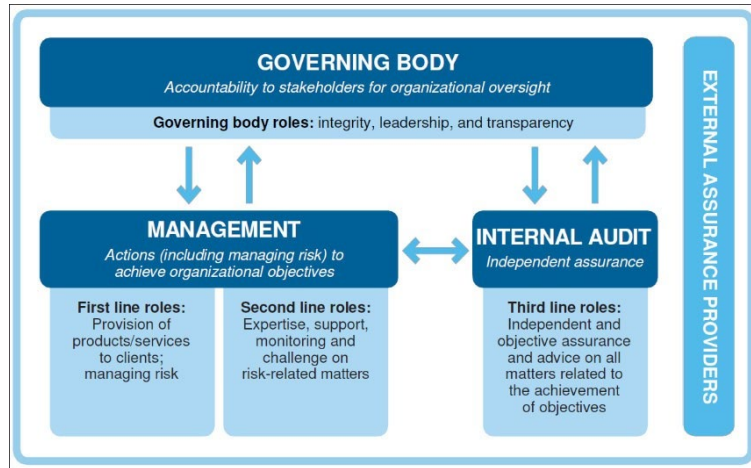 GOVERNING BODY
Accountability to stakeholders for organizational oversight
Governing body roles: integrity, leadership, and transparency
MANAGEMENT
Actions (including managing risk) to
achieve organizational objectives
First line roles:
Provision of
products/services
to clients;
managing risk
Second line roles:
Expertise, support,
monitoring and
challenge on
risk-related matters
INTERNAL AUDIT
Independent assurance
Third line roles:
Independent and
objective assurance
and advice on all
matters related to
the achievement
of objectives
EXTERNAL ASSURANCE PROVIDERS